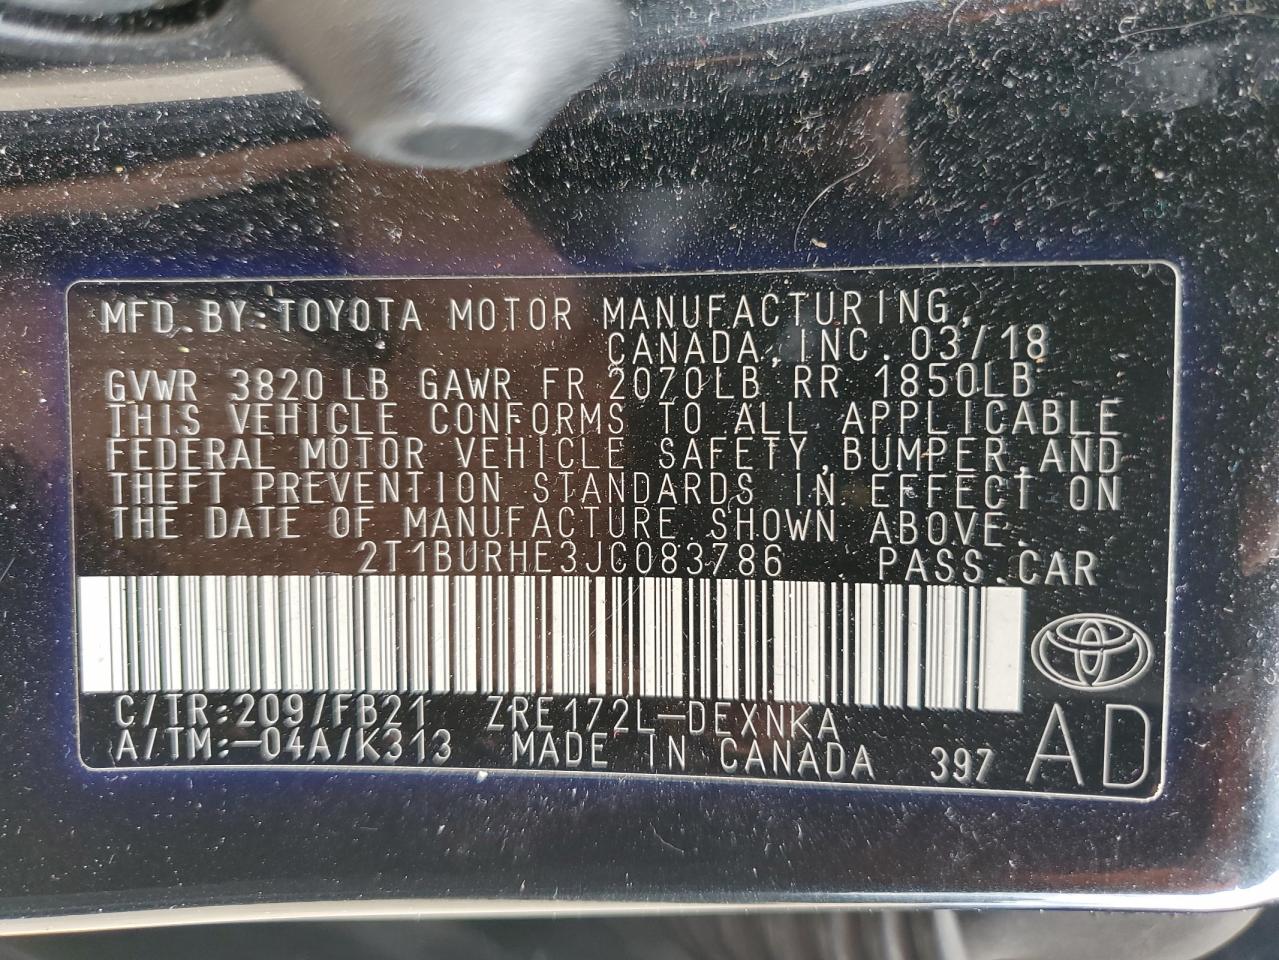 MFD.BY:TOYOTA MOTOR MANUFACTURING,
CANADA,INC.03/18
GVWR 3820LB GAWR FR 2070LB RR 1850LB
THIS VEHICLE CONFORMS TO ALL APPLICABLE
FEDERAL MOTOR VEHICLE SAFETY,BUMPER,AND
THEFT PREVENTION STANDARDS IN EFFECT ON
THE DATE OF MANUFACTURE SHOWN ABOVE.
2T1BURHE3JC083786 PASS.CAR
C/TR:209/FB21 ZRE172L-DEXNKA
A/TM:-04A/K313 MADE IN CANADA 397 AD